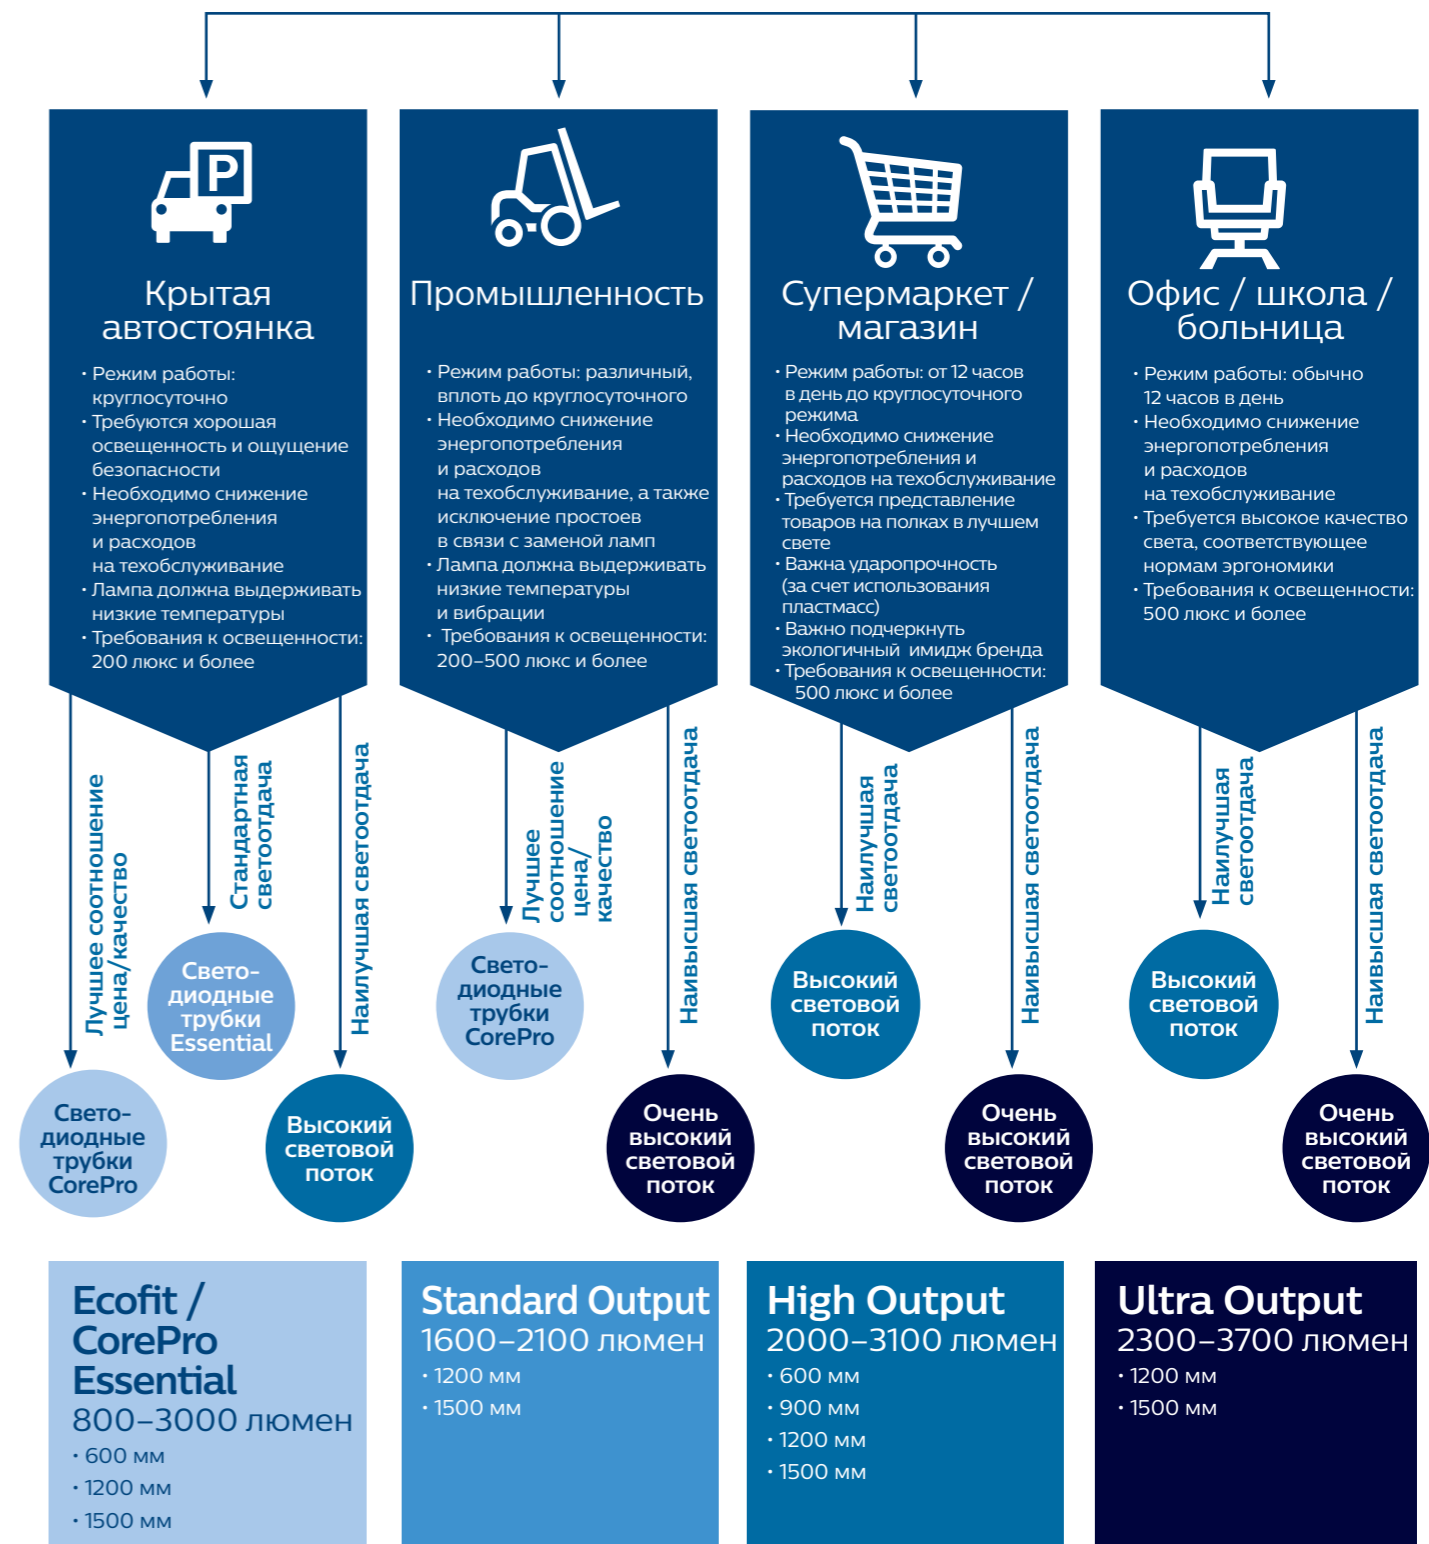 P
Крытая
автостоянка
· Режим работы:
круглосуточно
· Требуются хорошая
освещенность и ощущение
безопасности
· Необходимо снижение
энергопотребления
и расходов
на техобслуживание
· Лампа должна выдерживать
низкие температуры
· Требования к освещенности:
200 люкс и более
Промышленность
· Режим работы: различный,
вплоть до круглосуточного
· Необходимо снижение
энергопотребления
и расходов
на техобслуживание, а также
исключение простоев
в связи с заменой ламп
· Лампа должна выдерживать
низкие температуры
и вибрации
· Требования к освещенности:
200–500 люкс и более
Супермаркет /
магазин
· Режим работы: от 12 часов
в день до круглосуточного
режима
· Необходимо снижение
энергопотребления и
расходов на техобслуживание
· Требуется представление
товаров на полках в лучшем
свете
· Важна ударопрочность
(за счет использования
пластмасс)
· Важно подчеркнуть
экологичный имидж бренда
· Требования к освещенности:
500 люкс и более
Офис / школа /
больница
· Режим работы: обычно
12 часов в день
· Необходимо снижение
энергопотребления
и расходов
на техобслуживание
· Требуется высокое качество
света, соответствующее
нормам эргономики
· Требования к освещенности:
500 люкс и более
Лучшее соотношение
цена/качество
Стандартная
светоотдача
Наилучшая светоотдача
Лучшее
соотношение
цена/
качество
Наивысшая светоотдача
Наилучшая
светоотдача
Наивысшая светоотдача
Наилучшая
светоотдача
Наивысшая светоотдача
Свето-
диодные
трубки
CorePro
Свето-
диодные
трубки
Essential
Высокий
световой
поток
Свето-
диодные
трубки
CorePro
Очень
высокий
световой
поток
Высокий
световой
поток
Очень
высокий
световой
поток
Высокий
световой
поток
Очень
высокий
световой
поток
Ecofit /
CorePro
Essential
800–3000 люмен
· 600 мм
· 1200 мм
· 1500 мм
Standard Output
1600–2100 люмен
· 1200 мм
· 1500 мм
High Output
2000–3100 люмен
· 600 мм
· 900 мм
· 1200 мм
· 1500 мм
Ultra Output
2300–3700 люмен
· 1200 мм
· 1500 мм